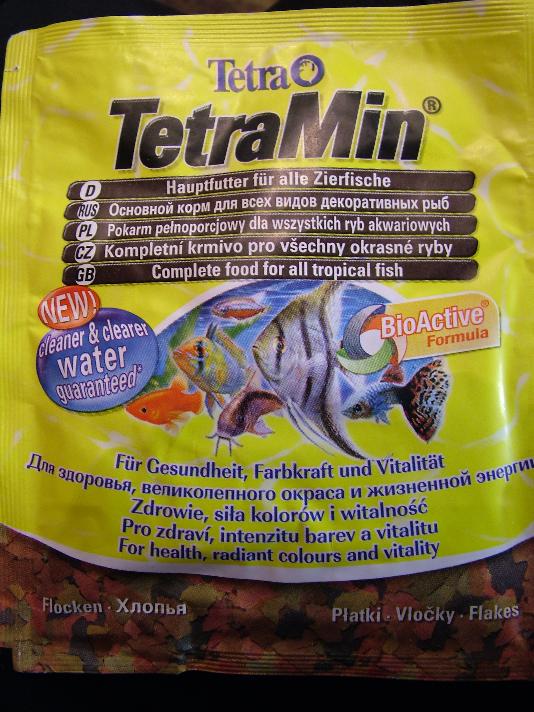 Tetra
TetraMin®
D Hauptfutter für alle Zierfische
RUS Основной корм для всех видов декоративных рыб
PL Pokarm pełnoporcjowy dla wszystkich ryb akwariowych
CZ Kompletní krmivo pro všechny okrasné ryby
GB Complete food for all tropical fish
NEW!
cleaner & clearer
water
guaranteed*
BioActive®
Formula
Für Gesundheit, Farbkraft und Vitalität
Для здоровья, великолепного окраса и жизненной энергии
Zdrowie, siła kolorów i witalność
Pro zdraví, intenzitu barev a vitalitu
For health, radiant colours and vitality
Flocken · Хлопья
Płatki · Vločky · Flakes